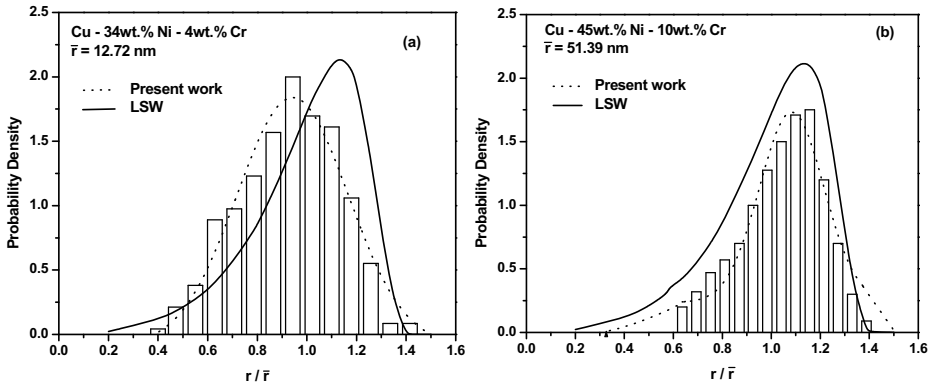 Cu - 34wt.% Ni - 4wt.% Cr
r̅ = 12.72 nm
(a)
Present work
LSW
Probability Density
2.5
2.0
1.5
1.0
0.5
0.0
0.0 0.2 0.4 0.6 0.8 1.0 1.2 1.4 1.6
r / r̅
Cu - 45wt.% Ni - 10wt.% Cr
r̅ = 51.39 nm
(b)
Present work
LSW
Probability Density
2.5
2.0
1.5
1.0
0.5
0.0
0.0 0.2 0.4 0.6 0.8 1.0 1.2 1.4 1.6
r / r̅